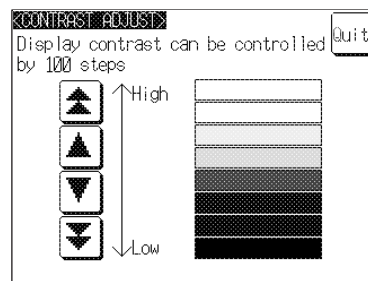 <CONTRAST ADJUST>
Display contrast can be controlled
by 100 steps
Quit
High
Low